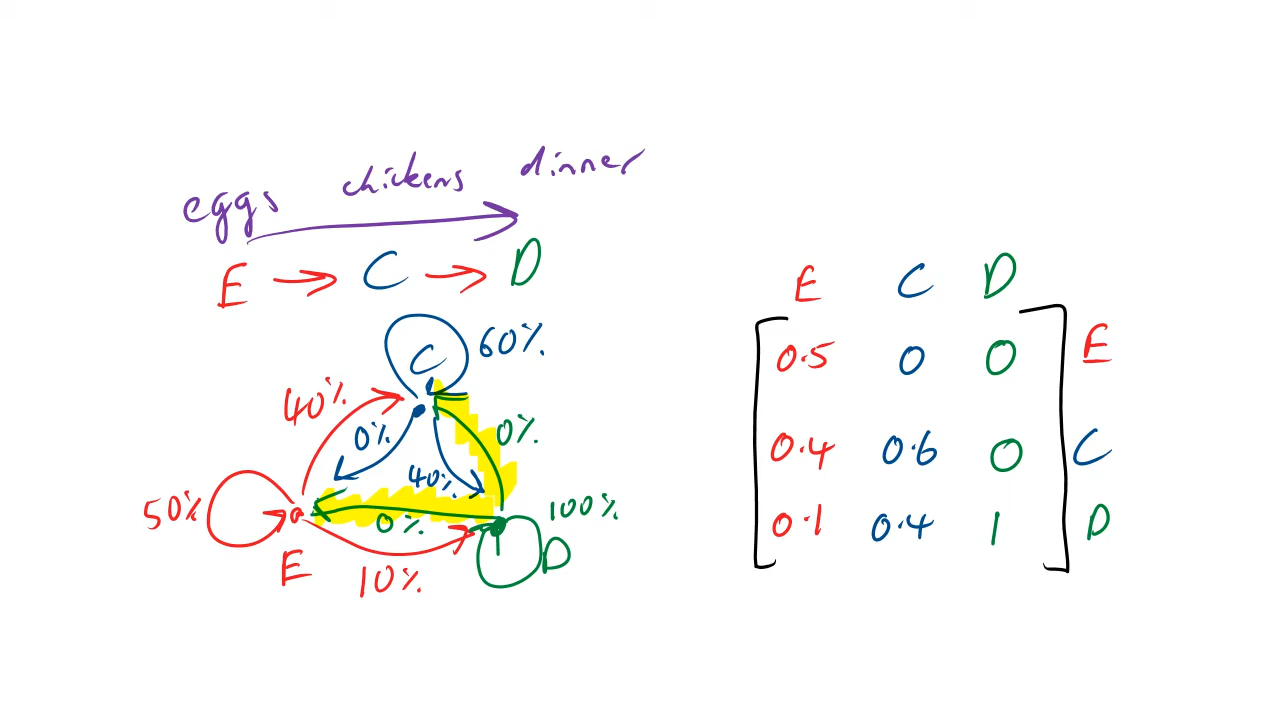 eggs chickens dinner
E → C → D
C 60%.
40%.
0%.
0%.
40%.
50%
0%.
100%.
E
10%.
D
E C D
0.5 0 0 E
0.4 0.6 0 C
0.1 0.4 1 D